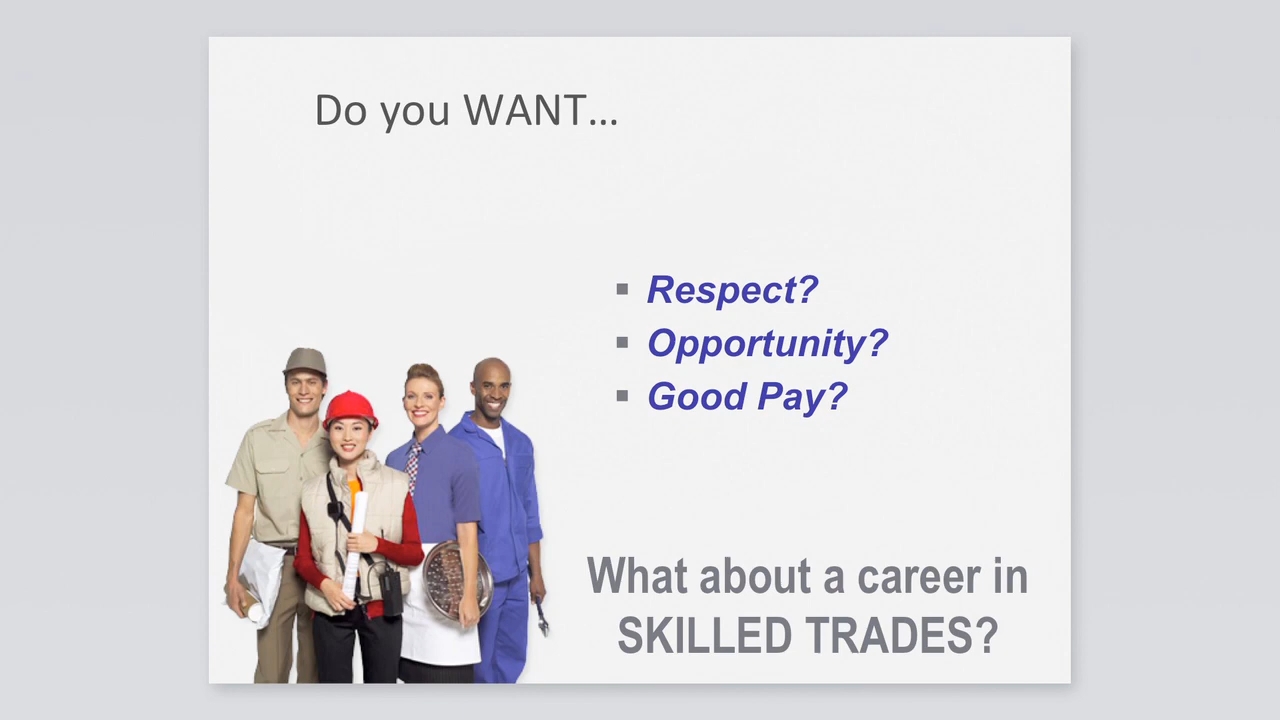 Do you WANT...
▪ Respect?
▪ Opportunity?
▪ Good Pay?
What about a career in
SKILLED TRADES?